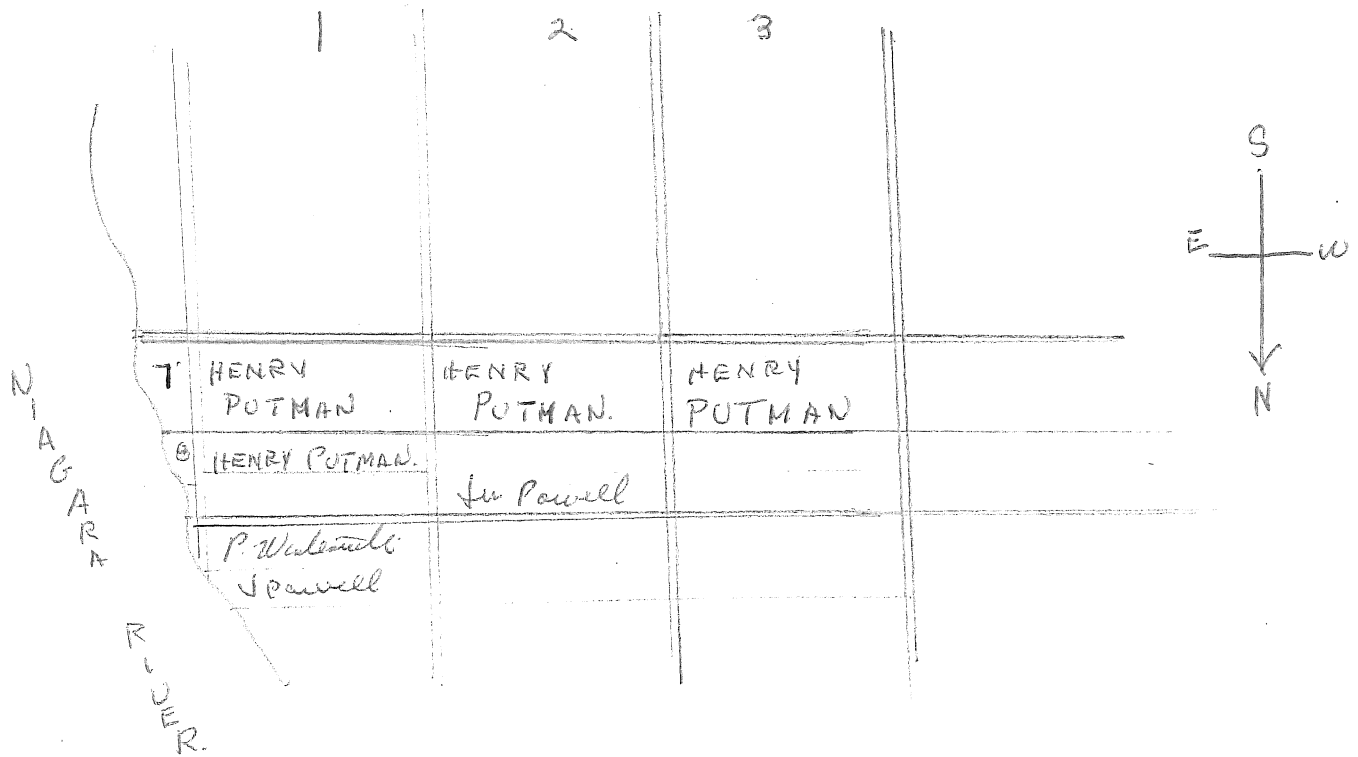 1 2 3
S
E W
N
7 HENRY PUTMAN HENRY PUTMAN. HENRY PUTMAN
8 HENRY PUTMAN.
Powell
P.
J Powell
NIAGARA
RIVER.